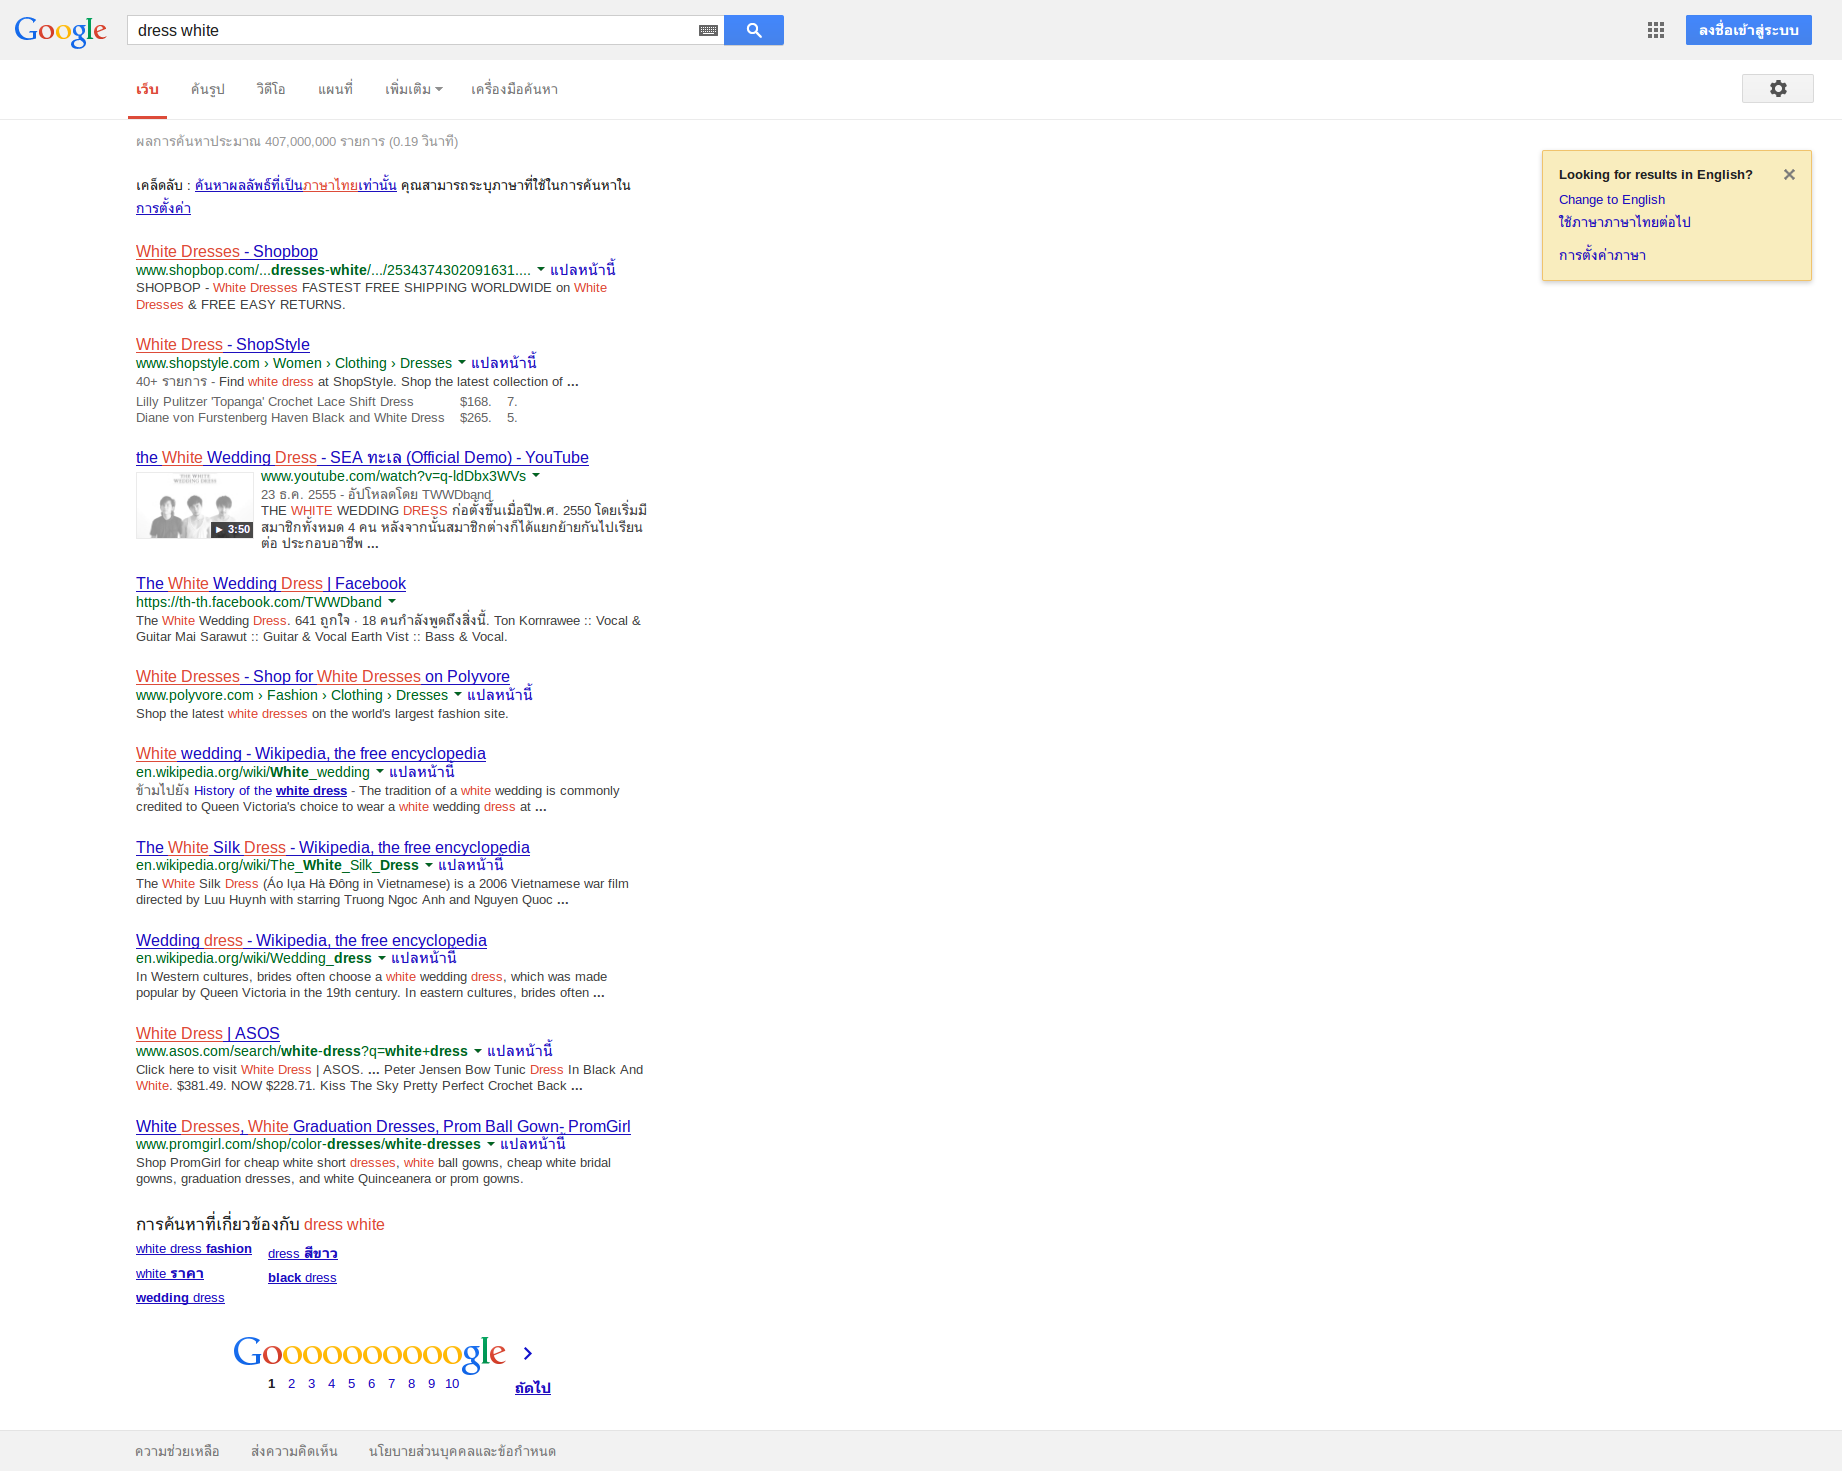 Google dress white ลงชื่อเข้าสู่ระบบ
เว็บ ค้นรูป วิดีโอ แผนที่ เพิ่มเติม เครื่องมือค้นหา
ผลการค้นหาประมาณ 407,000,000 รายการ (0.19 วินาที)
Looking for results in English?
Change to English
ใช้ภาษาภาษาไทยต่อไป
การตั้งค่าภาษา
เคล็ดลับ : ค้นหาผลลัพธ์ที่เป็นภาษาไทยเท่านั้น คุณสามารถระบุภาษาที่ใช้ในการค้นหาใน
การตั้งค่า
White Dresses - Shopbop
www.shopbop.com/...dresses-white/.../2534374302091631.... แปลหน้านี้
SHOPBOP - White Dresses FASTEST FREE SHIPPING WORLDWIDE on White
Dresses & FREE EASY RETURNS.
White Dress - ShopStyle
www.shopstyle.com › Women › Clothing › Dresses แปลหน้านี้
40+ รายการ - Find white dress at ShopStyle. Shop the latest collection of ...
Lilly Pulitzer 'Topanga' Crochet Lace Shift Dress $168. 7.
Diane von Furstenberg Haven Black and White Dress $265. 5.
the White Wedding Dress - SEA ทะเล (Official Demo) - YouTube
THE WHITE
WEDDING DRESS
3:50
www.youtube.com/watch?v=q-ldDbx3WVs
23 ธ.ค. 2555 - อัปโหลดโดย TWWDband
THE WHITE WEDDING DRESS ก่อตั้งขึ้นเมื่อปีพ.ศ. 2550 โดยเริ่มมี
สมาชิกทั้งหมด 4 คน หลังจากนั้นสมาชิกต่างก็ได้แยกย้ายกันไปเรียน
ต่อ ประกอบอาชีพ ...
The White Wedding Dress | Facebook
https://th-th.facebook.com/TWWDband
The White Wedding Dress. 641 ถูกใจ · 18 คนกำลังพูดถึงสิ่งนี้. Ton Kornrawee :: Vocal &
Guitar Mai Sarawut :: Guitar & Vocal Earth Vist :: Bass & Vocal.
White Dresses - Shop for White Dresses on Polyvore
www.polyvore.com › Fashion › Clothing › Dresses แปลหน้านี้
Shop the latest white dresses on the world's largest fashion site.
White wedding - Wikipedia, the free encyclopedia
en.wikipedia.org/wiki/White_wedding แปลหน้านี้
ข้ามไปยัง History of the white dress - The tradition of a white wedding is commonly
credited to Queen Victoria's choice to wear a white wedding dress at ...
The White Silk Dress - Wikipedia, the free encyclopedia
en.wikipedia.org/wiki/The_White_Silk_Dress แปลหน้านี้
The White Silk Dress (Áo lụa Hà Đông in Vietnamese) is a 2006 Vietnamese war film
directed by Luu Huynh with starring Truong Ngoc Anh and Nguyen Quoc ...
Wedding dress - Wikipedia, the free encyclopedia
en.wikipedia.org/wiki/Wedding_dress แปลหน้านี้
In Western cultures, brides often choose a white wedding dress, which was made
popular by Queen Victoria in the 19th century. In eastern cultures, brides often ...
White Dress | ASOS
www.asos.com/search/white-dress?q=white+dress แปลหน้านี้
Click here to visit White Dress | ASOS. ... Peter Jensen Bow Tunic Dress In Black And
White. $381.49. NOW $228.71. Kiss The Sky Pretty Perfect Crochet Back ...
White Dresses, White Graduation Dresses, Prom Ball Gown- PromGirl
www.promgirl.com/shop/color-dresses/white-dresses แปลหน้านี้
Shop PromGirl for cheap white short dresses, white ball gowns, cheap white bridal
gowns, graduation dresses, and white Quinceanera or prom gowns.
การค้นหาที่เกี่ยวข้องกับ dress white
white dress fashion dress สีขาว
white ราคา black dress
wedding dress
Goooooooooogle
1 2 3 4 5 6 7 8 9 10 ถัดไป
ความช่วยเหลือ ส่งความคิดเห็น นโยบายส่วนบุคคลและข้อกำหนด